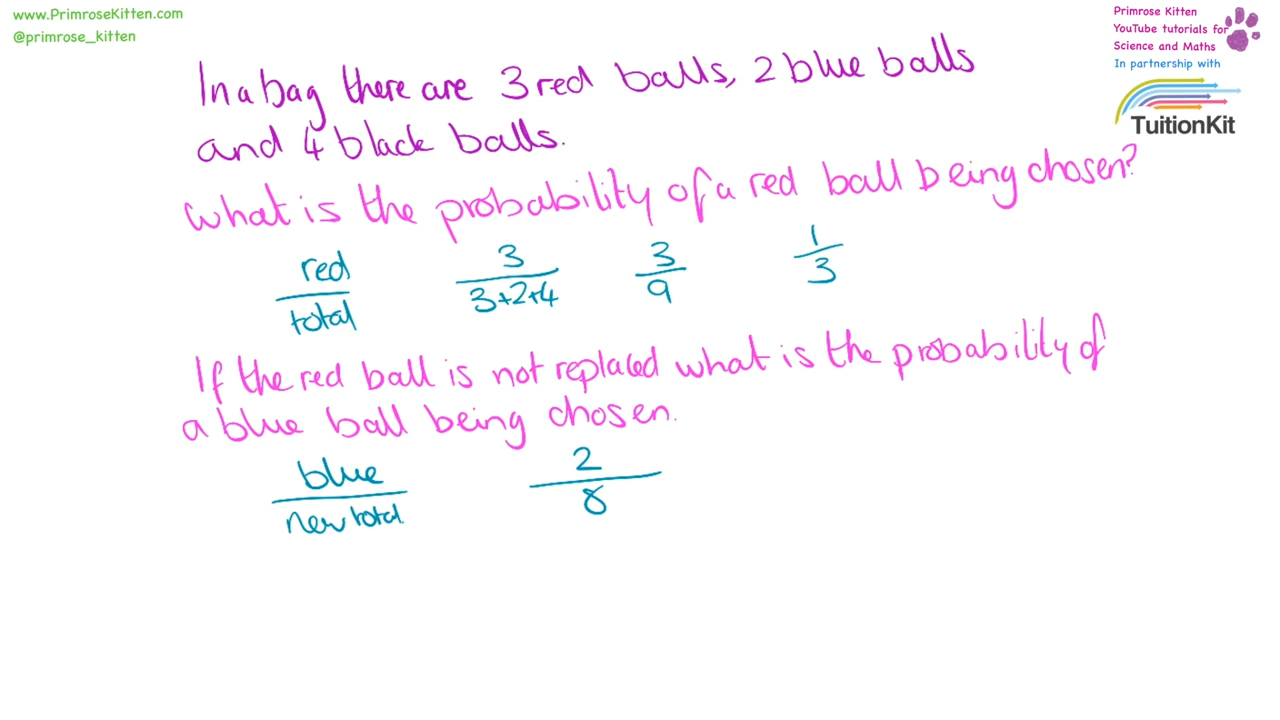 www.PrimroseKitten.com
@primrose_kitten
Primrose Kitten
YouTube tutorials for
Science and Maths
In partnership with
TuitionKit
In a bag there are 3 red balls, 2 blue balls
and 4 black balls.
What is the probability of a red ball being chosen?
red 3 3 1
total 3+2+4 9 3
If the red ball is not replaced what is the probability of
a blue ball being chosen.
blue 2
new total. 8